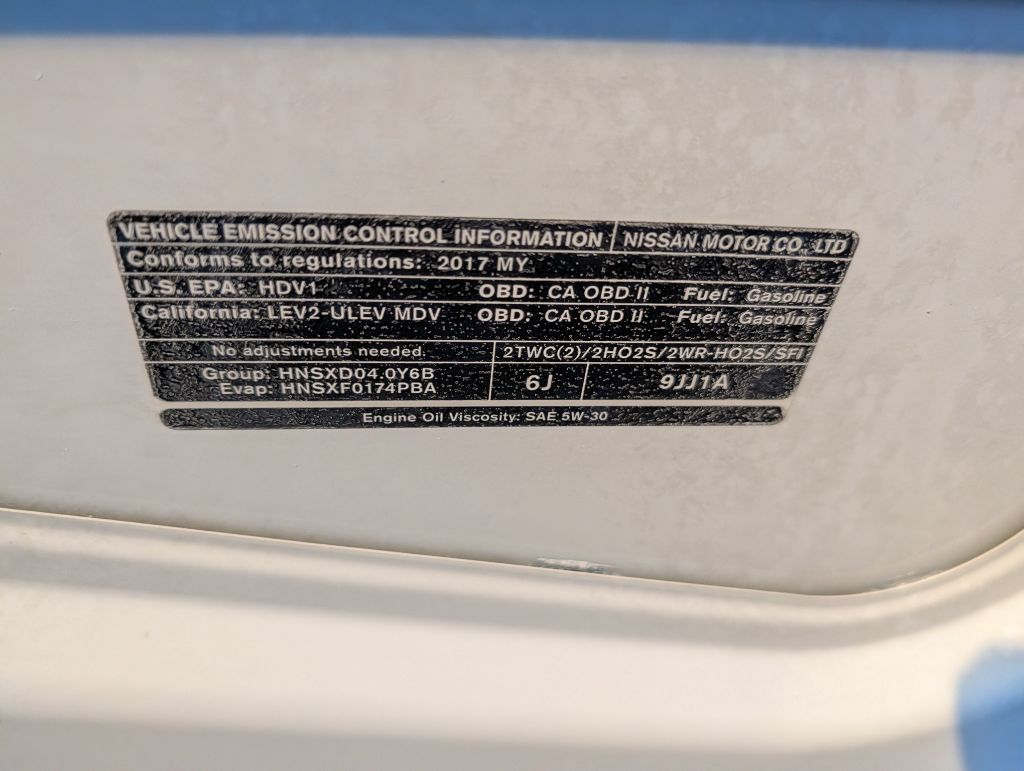 VEHICLE EMISSION CONTROL INFORMATION NISSAN MOTOR CO., LTD
Conforms to regulations: 2017 MY
U.S. EPA: HDV1 OBD: CA OBD II Fuel: Gasoline
California: LEV2-ULEV MDV OBD: CA OBD II Fuel: Gasoline
No adjustments needed. 2TWC(2)/2HO2S/2WR-HO2S/SFI
Group: HNSXD04.0Y6B
Evap: HNSXF0174PBA
6J 9JJ1A
Engine Oil Viscosity: SAE 5W-30